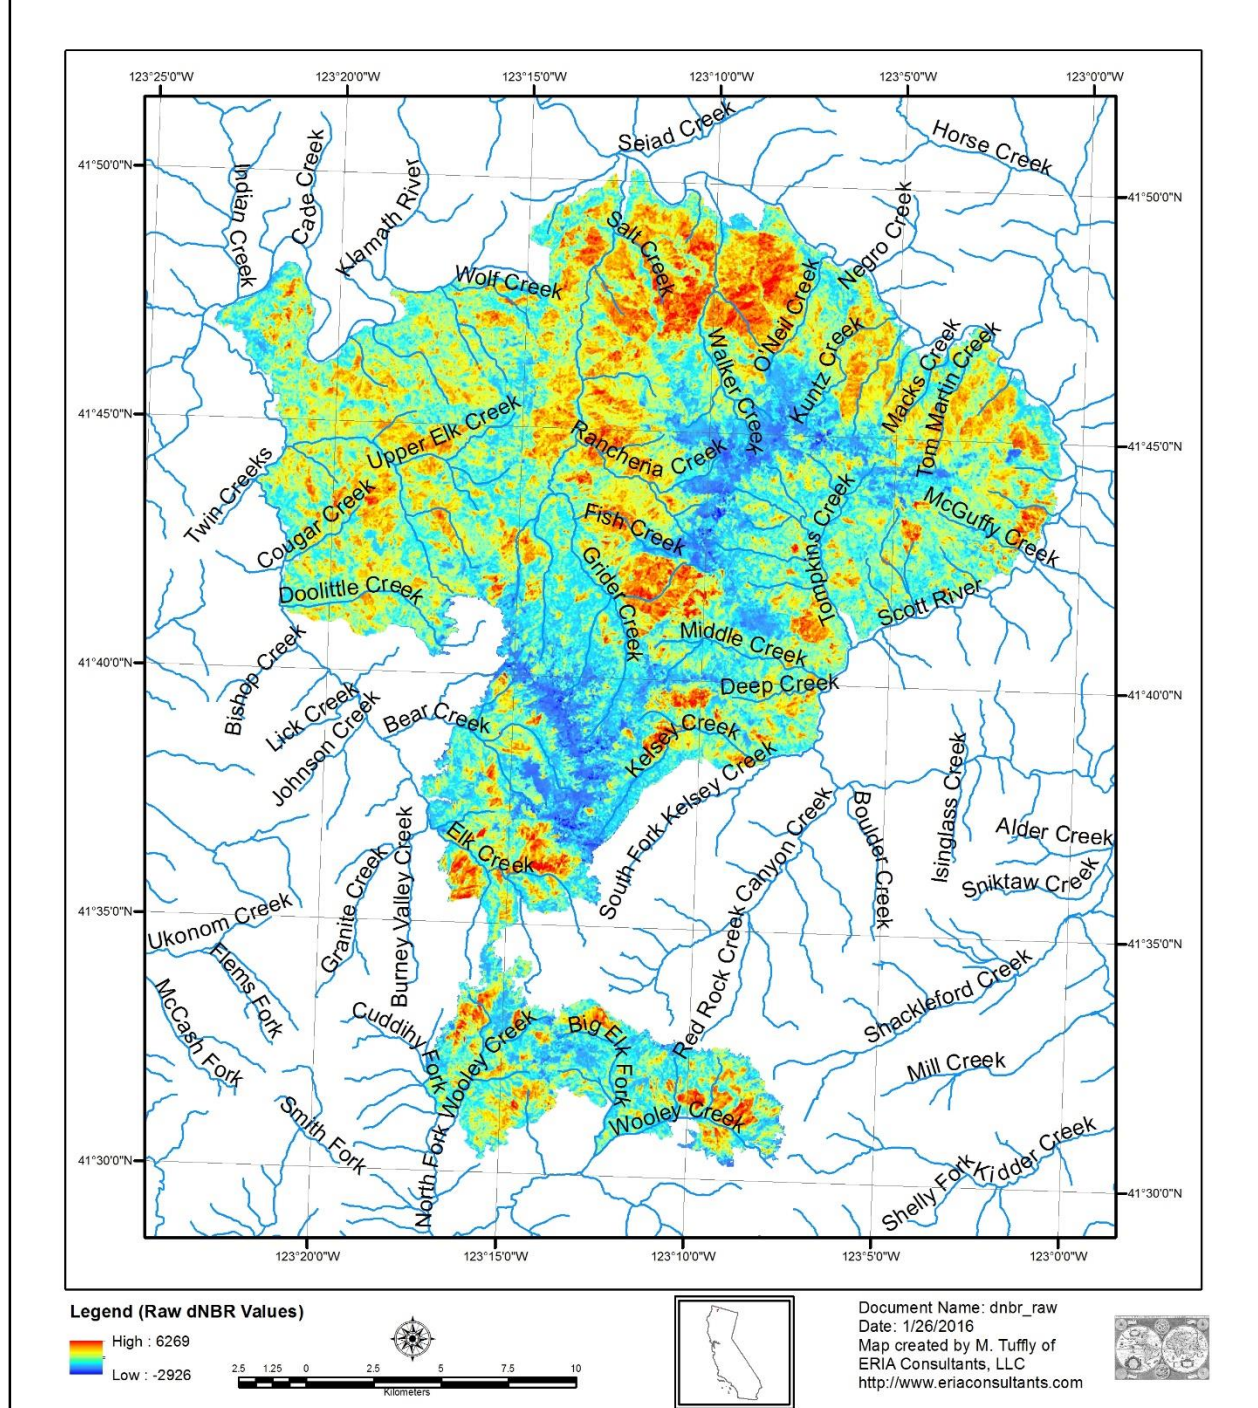 123°25'0"W
123°20'0"W
123°15'0"W
123°10'0"W
123°5'0"W
123°0'0"W
Seiad Creek
Horse Creek
41°50'0"N
Indian Creek
Cade Creek
Klamath River
41°50'0"N
Negro Creek
Salt Creek
Wolf Creek
O'Neil Creek
Walker Creek
Kuntz Creek
Macks Creek
Tom Martin Creek
41°45'0"N
Upper Elk Creek
Rancheria Creek
41°45'0"N
Twin Creeks
Cougar Creek
Fish Creek
Tompkins Creek
McGuffy Creek
Doolittle Creek
Grider Creek
Scott River
Middle Creek
41°40'0"N
Bishop Creek
Deep Creek
41°40'0"N
Lick Creek
Johnson Creek
Bear Creek
Kelsey Creek
South Fork Kelsey Creek
Isinglass Creek
Boulder Creek
Alder Creek
Elk Creek
Granite Creek
Burney Valley Creek
Canyon Creek
Sniktaw Creek
41°35'0"N
Ukonom Creek
Red Rock Creek
41°35'0"N
Flems Fork
McCash Fork
Shackleford Creek
Cuddihy Fork
Big Elk Fork
Mill Creek
North Fork Wooley Creek
Wooley Creek
Smith Fork
41°30'0"N
Kidder Creek
Shelly Fork
41°30'0"N
123°20'0"W
123°15'0"W
123°10'0"W
123°5'0"W
123°0'0"W
Legend (Raw dNBR Values)
High : 6269
Low : -2926
2.5 1.25 0 2.5 5 7.5 10
Kilometers
Document Name: dnbr_raw
Date: 1/26/2016
Map created by M. Tuffly of
ERIA Consultants, LLC
http://www.eriaconsultants.com